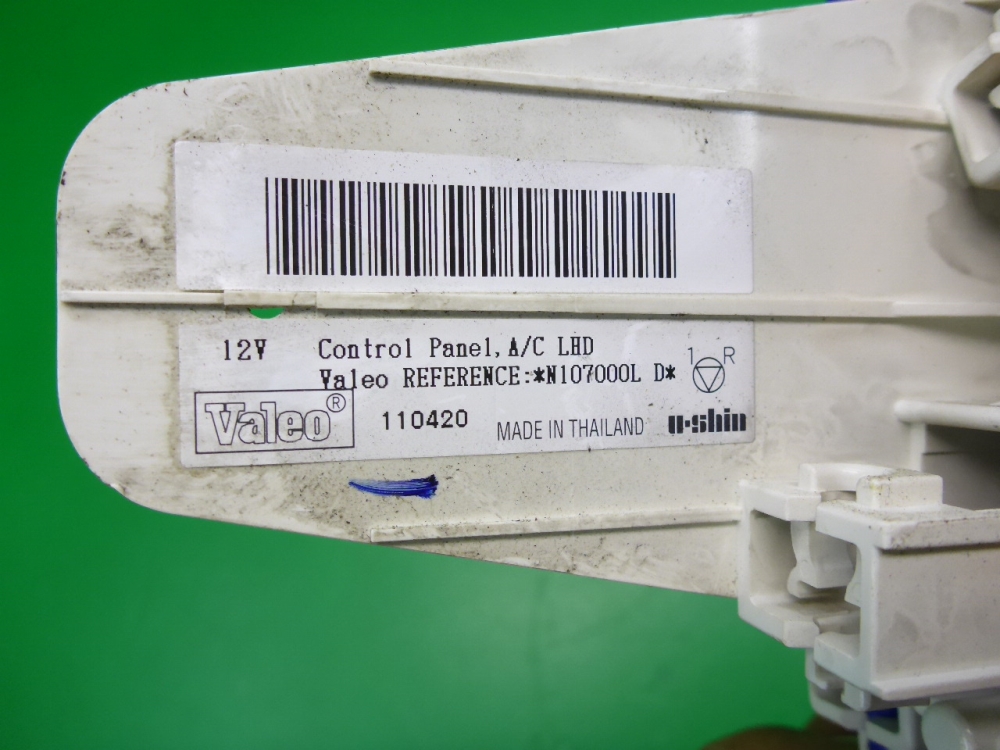 12V Control Panel, A/C LHD
Valeo REFERENCE:*N107000L D*
1 R
Valeo® 110420 MADE IN THAILAND U-shin